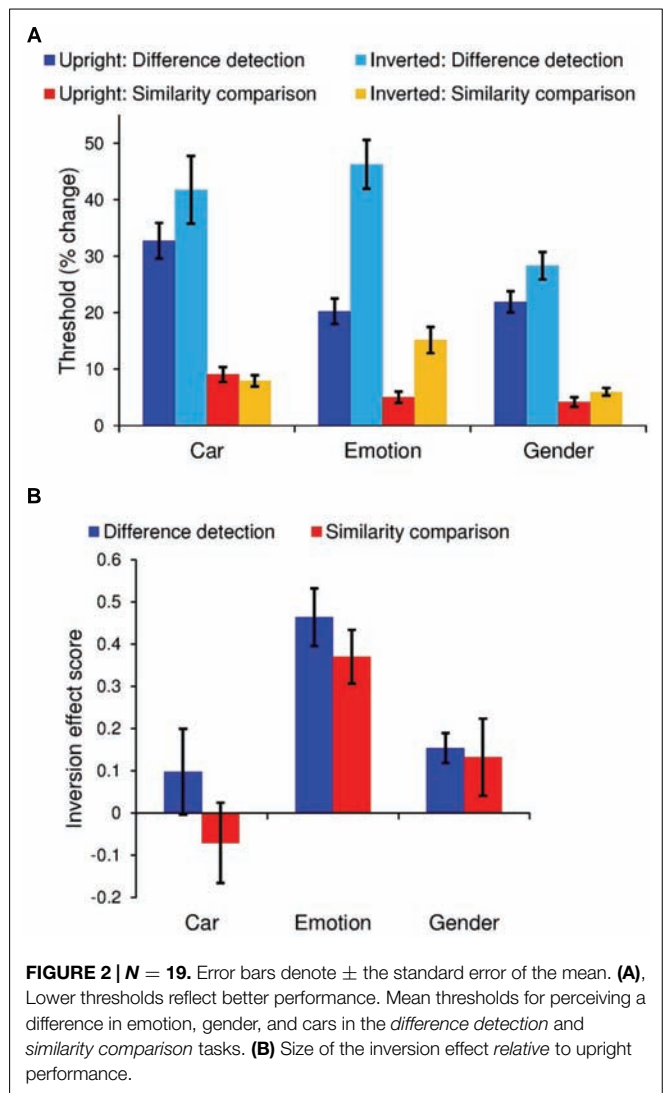 A
Upright: Difference detection Inverted: Difference detection
Upright: Similarity comparison Inverted: Similarity comparison
Threshold (% change)
50
40
30
20
10
0
Car Emotion Gender
B
Difference detection Similarity comparison
Inversion effect score
0.6
0.5
0.4
0.3
0.2
0.1
0
-0.1
-0.2
Car Emotion Gender
FIGURE 2 | N = 19. Error bars denote ± the standard error of the mean. (A),
Lower thresholds reflect better performance. Mean thresholds for perceiving a
difference in emotion, gender, and cars in the difference detection and
similarity comparison tasks. (B) Size of the inversion effect relative to upright
performance.